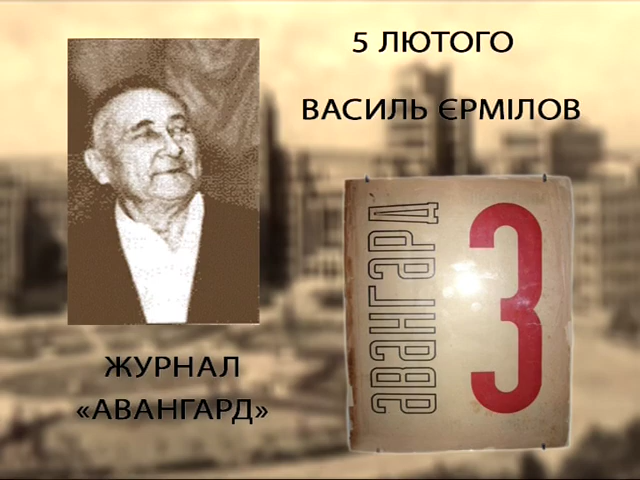 5 ЛЮТОГО
ВАСИЛЬ ЄРМІЛОВ
авангард
3
ЖУРНАЛ
«АВАНГАРД»